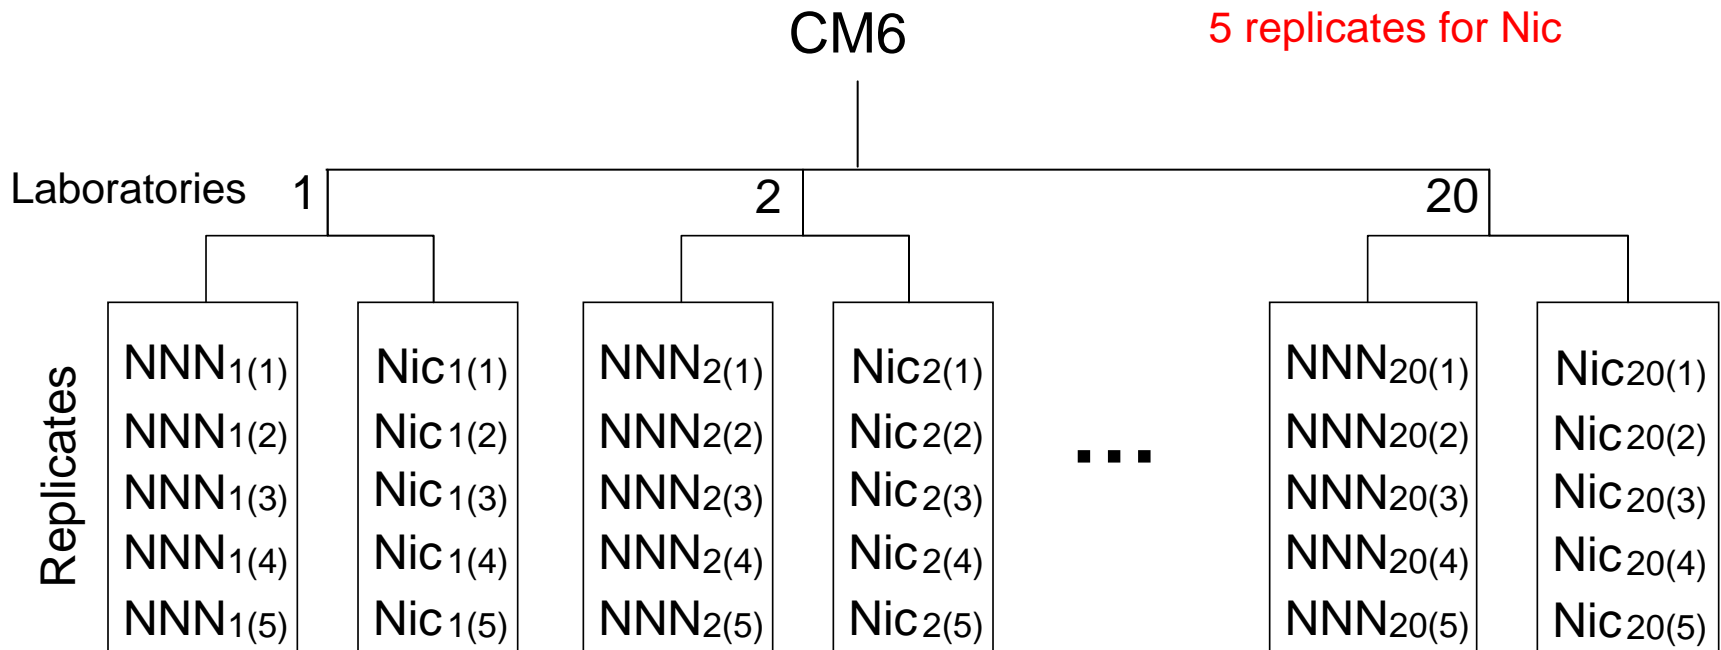 CM6
5 replicates for Nic
Laboratories 1 2 20
Replicates
NNN1(1) Nic1(1) NNN2(1) Nic2(1) NNN20(1) Nic20(1)
NNN1(2) Nic1(2) NNN2(2) Nic2(2) ... NNN20(2) Nic20(2)
NNN1(3) Nic1(3) NNN2(3) Nic2(3) NNN20(3) Nic20(3)
NNN1(4) Nic1(4) NNN2(4) Nic2(4) NNN20(4) Nic20(4)
NNN1(5) Nic1(5) NNN2(5) Nic2(5) NNN20(5) Nic20(5)